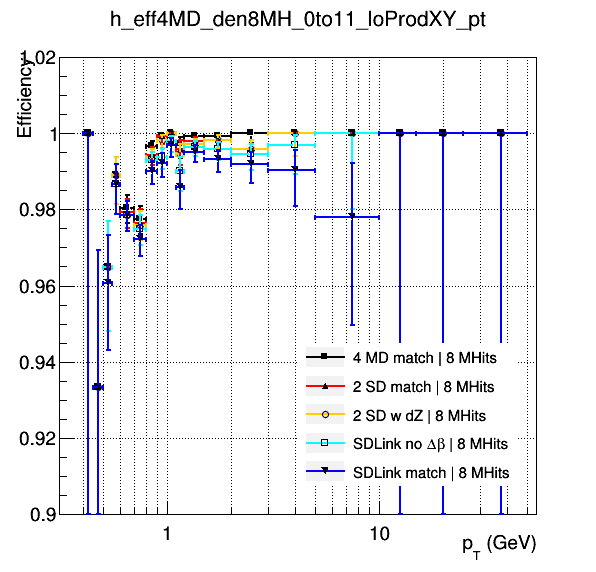 h_eff4MD_den8MH_0to11_loProdXY_pt
Efficiency
1.02
1
0.98
0.96
0.94
0.92
0.9
4 MD match | 8 MHits
2 SD match | 8 MHits
2 SD w dZ | 8 MHits
SDLink no Δβ | 8 MHits
SDLink match | 8 MHits
1
10
p_T (GeV)